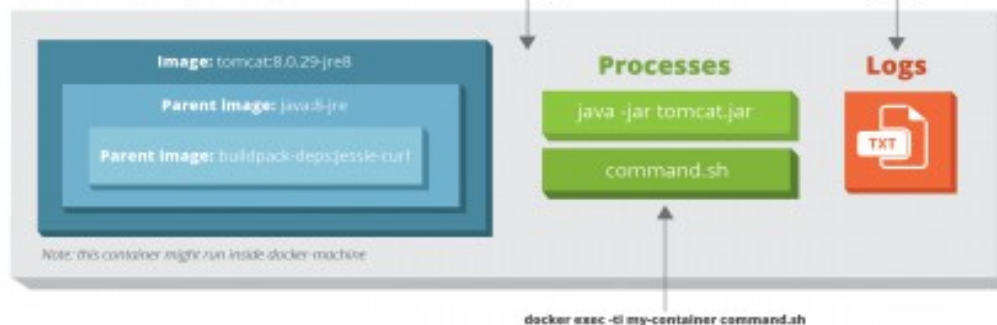 Image: tomcat:8.0.29-jre8
Parent Image: java:8-jre
Parent Image: buildpack-deps:jessie-curl
Note: this container might run inside docker-machine
Processes
java -jar tomcat.jar
command.sh
Logs
TXT
docker exec -ti my-container command.sh